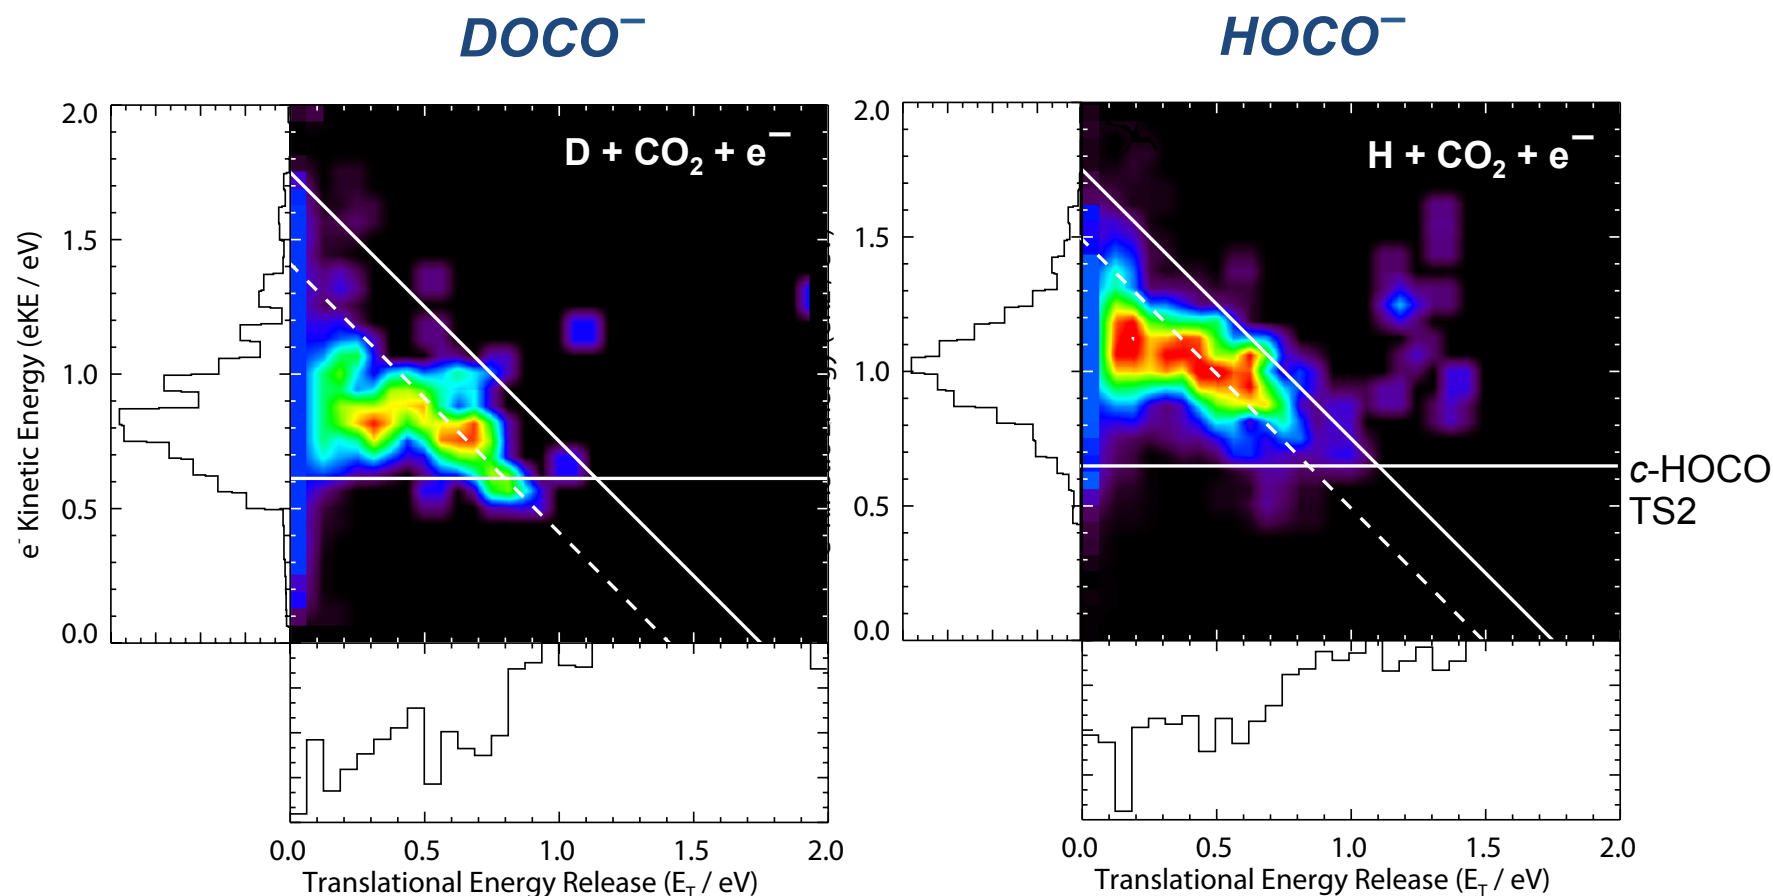 DOCO⁻
HOCO⁻
D + CO₂ + e⁻
H + CO₂ + e⁻
e⁻ Kinetic Energy (eKE / eV)
2.0
1.5
1.0
0.5
0.0
2.0
1.5
1.0
0.5
0.0
c-HOCO
TS2
0.0 0.5 1.0 1.5 2.0
Translational Energy Release (E_T / eV)
0.0 0.5 1.0 1.5 2.0
Translational Energy Release (E_T / eV)